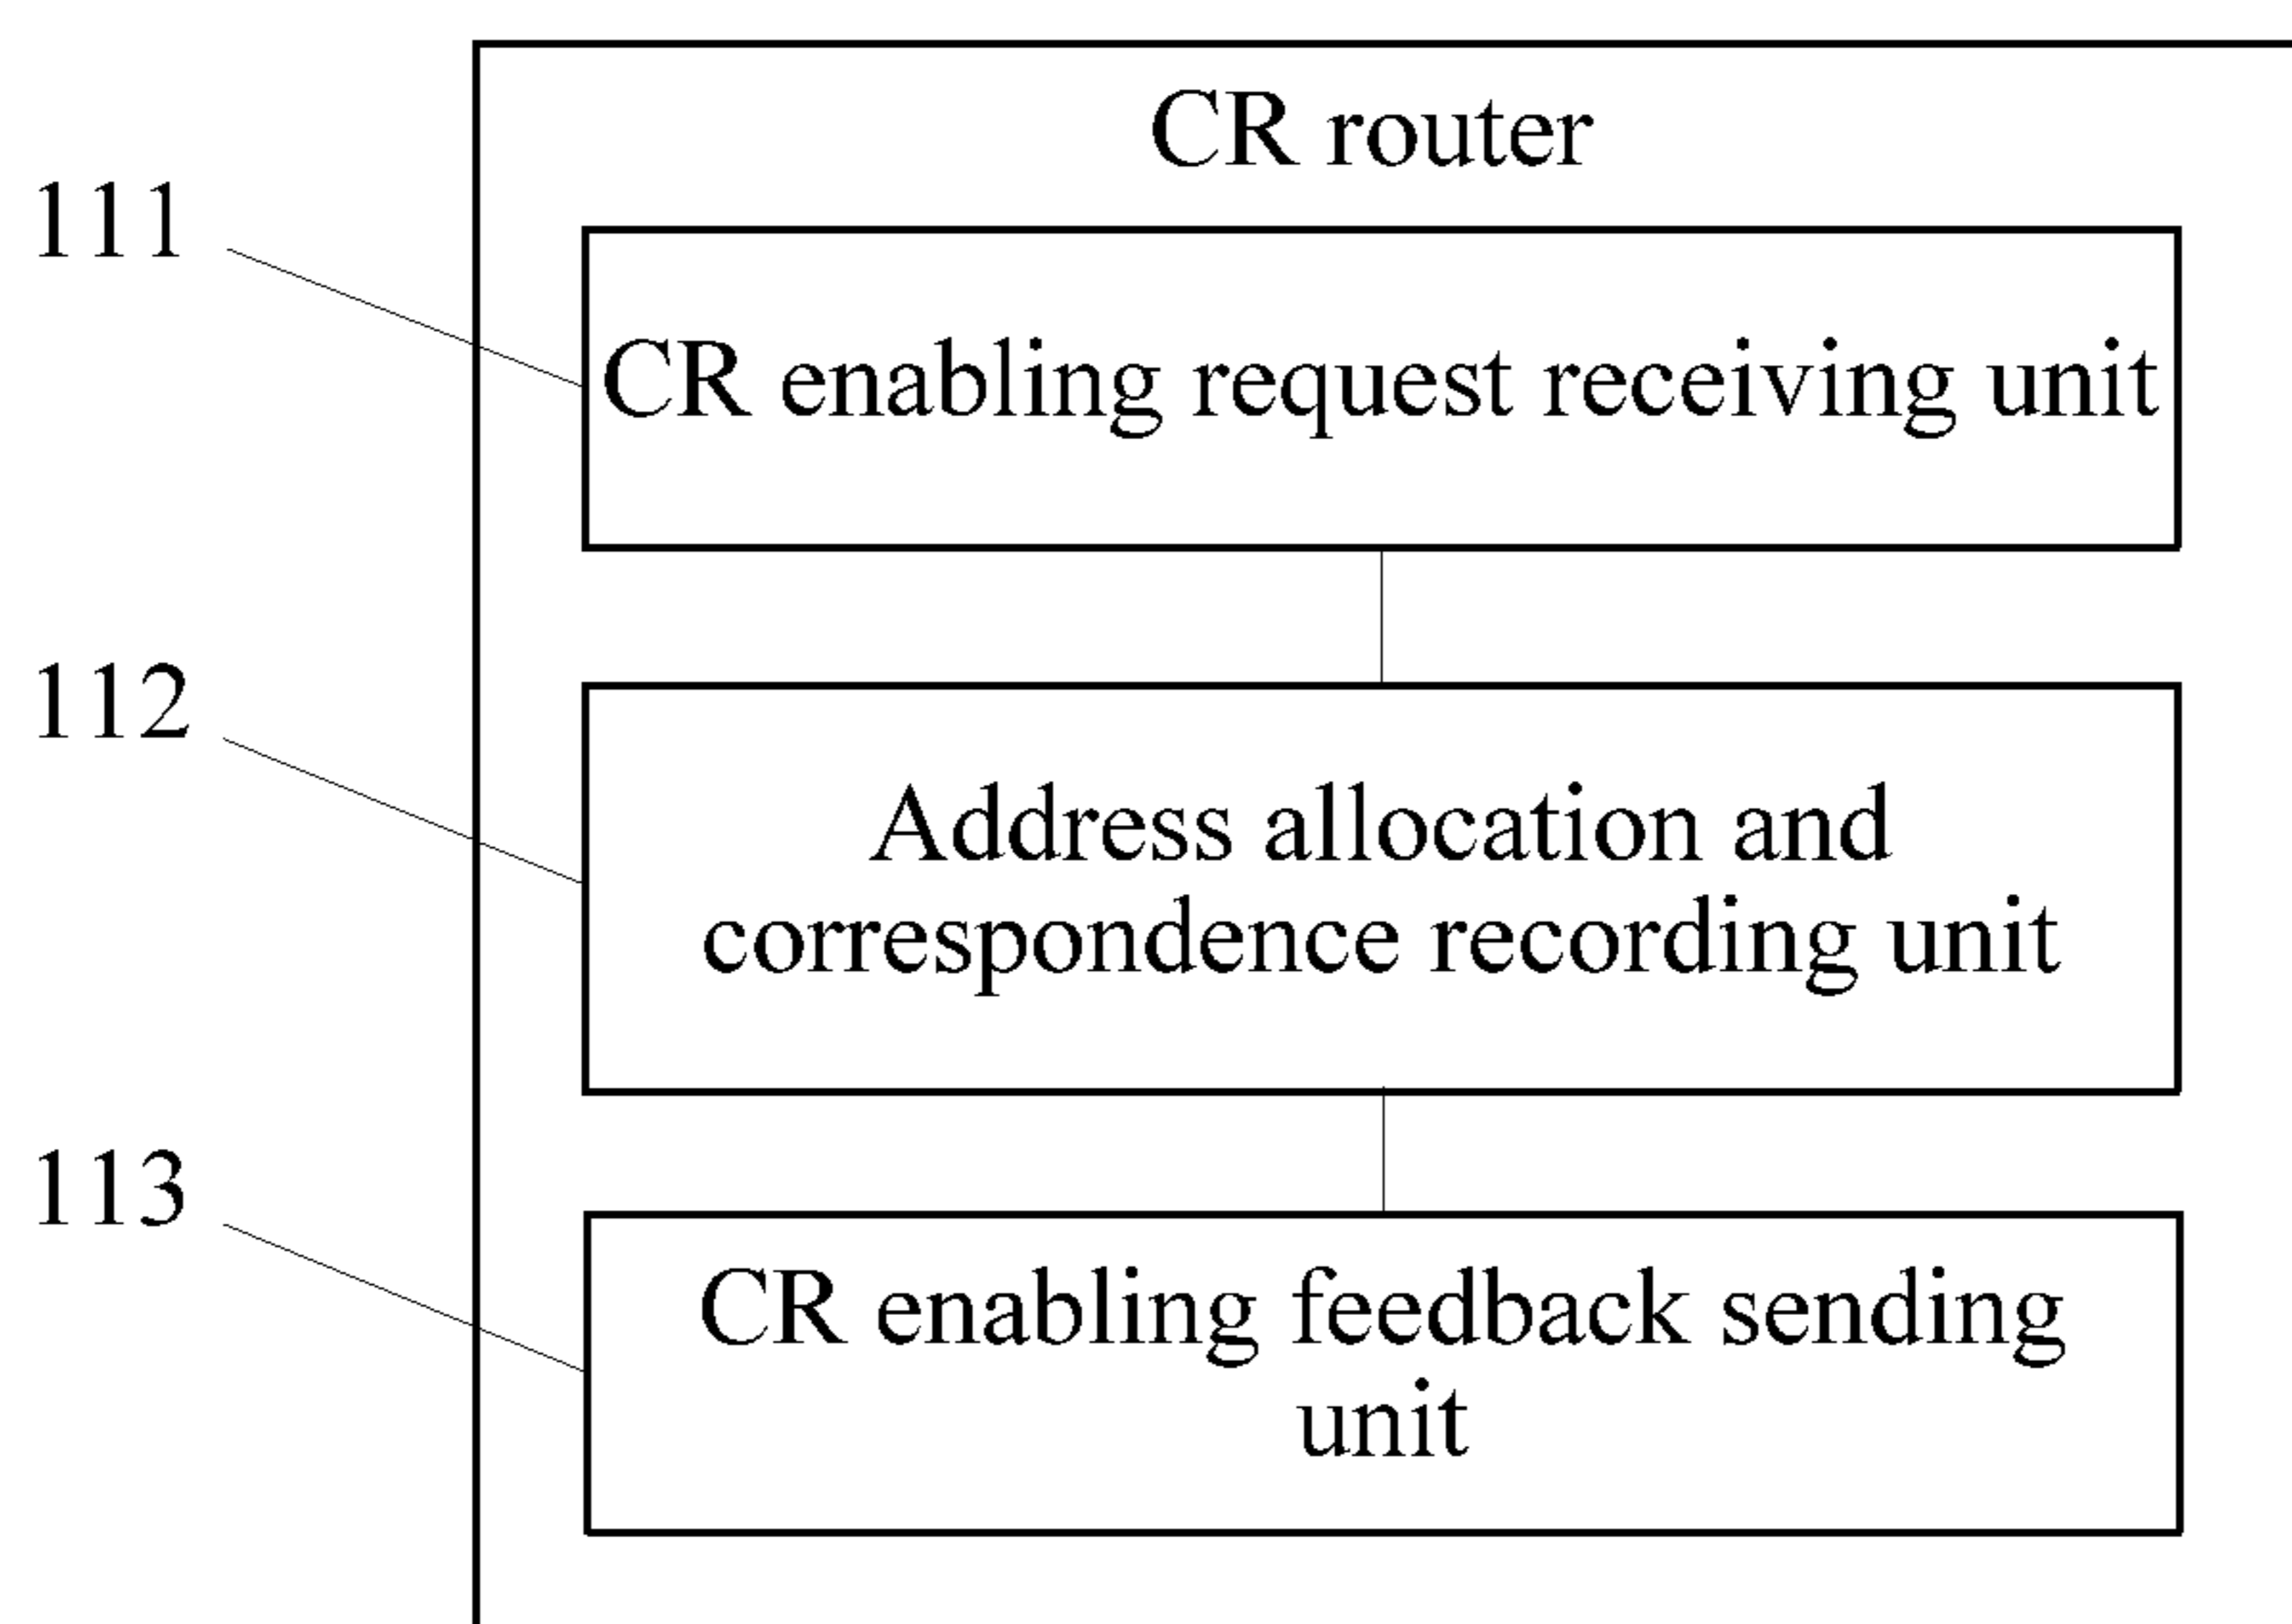 CR router
111
CR enabling request receiving unit
112
Address allocation and
correspondence recording unit
113
CR enabling feedback sending
unit